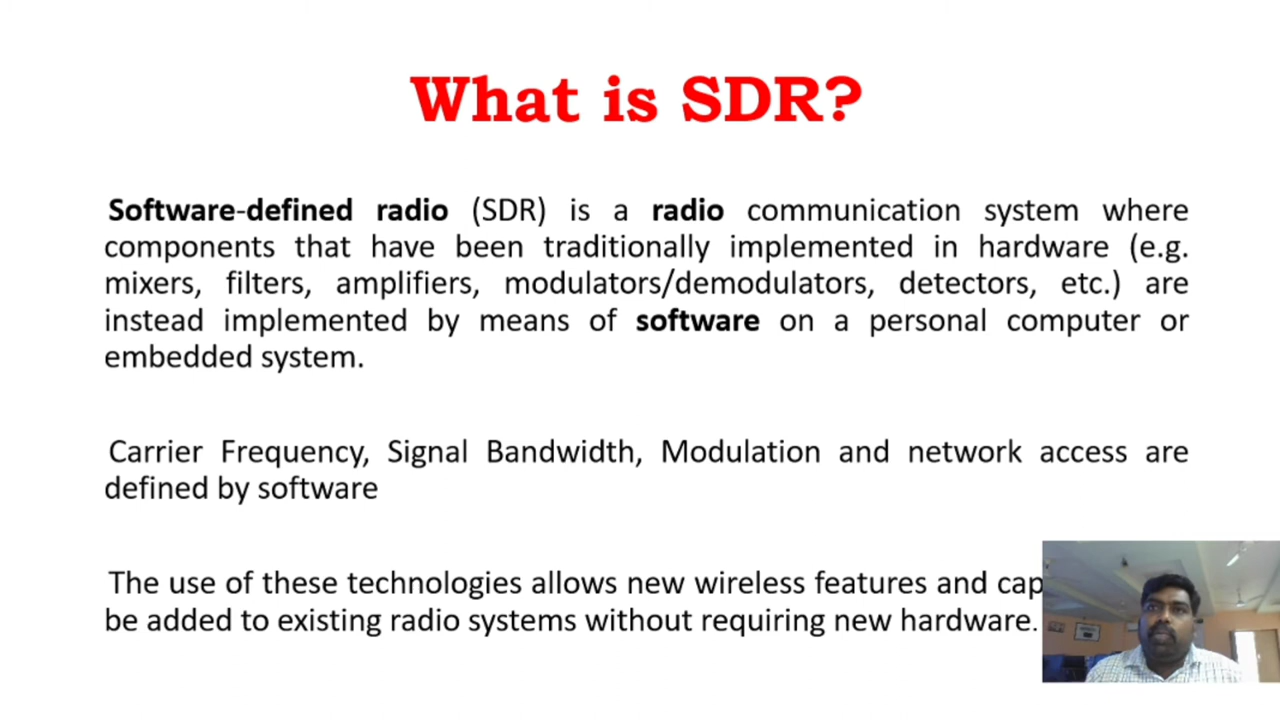 What is SDR?
Software-defined radio (SDR) is a radio communication system where
components that have been traditionally implemented in hardware (e.g.
mixers, filters, amplifiers, modulators/demodulators, detectors, etc.) are
instead implemented by means of software on a personal computer or
embedded system.
Carrier Frequency, Signal Bandwidth, Modulation and network access are
defined by software
The use of these technologies allows new wireless features and
be added to existing radio systems without requiring new hardware.